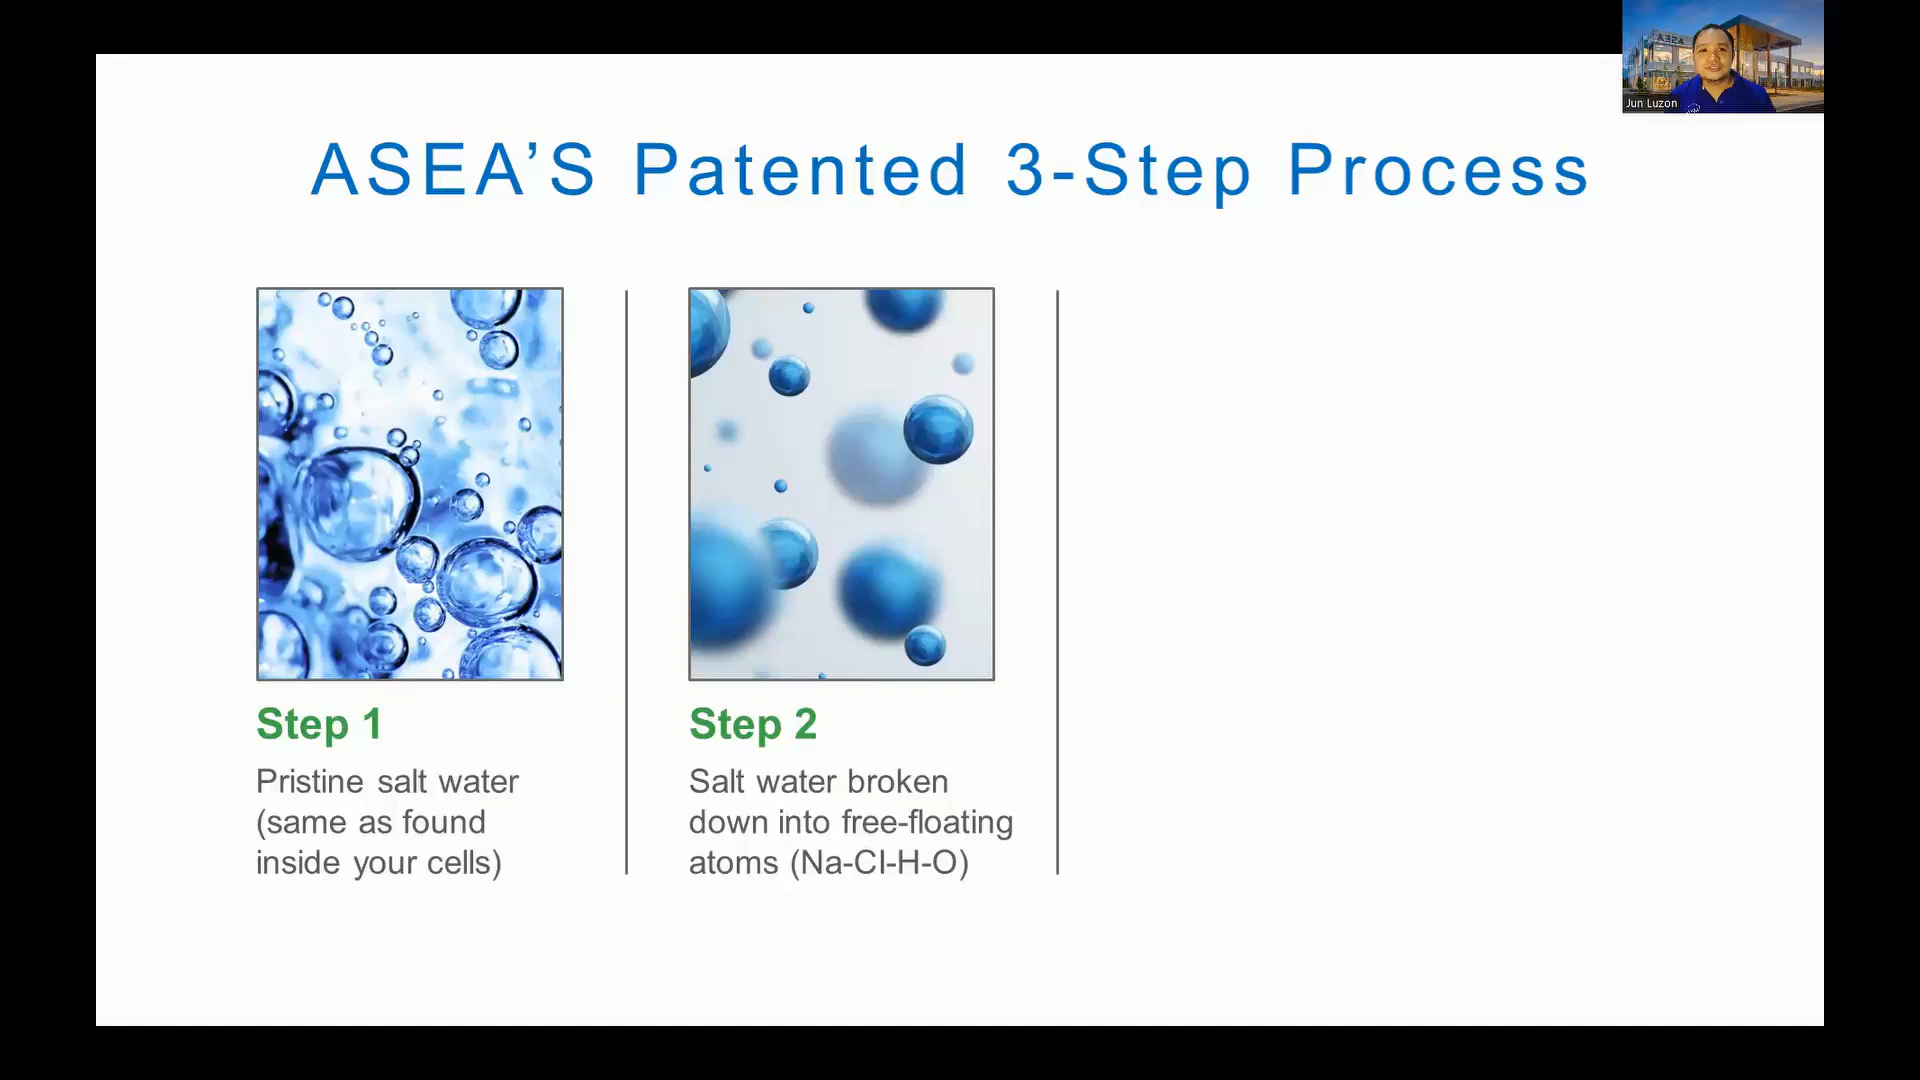 ASEA
Jun Luzon
ASEA’S Patented 3-Step Process
Step 1
Pristine salt water
(same as found
inside your cells)
Step 2
Salt water broken
down into free-floating
atoms (Na-Cl-H-O)